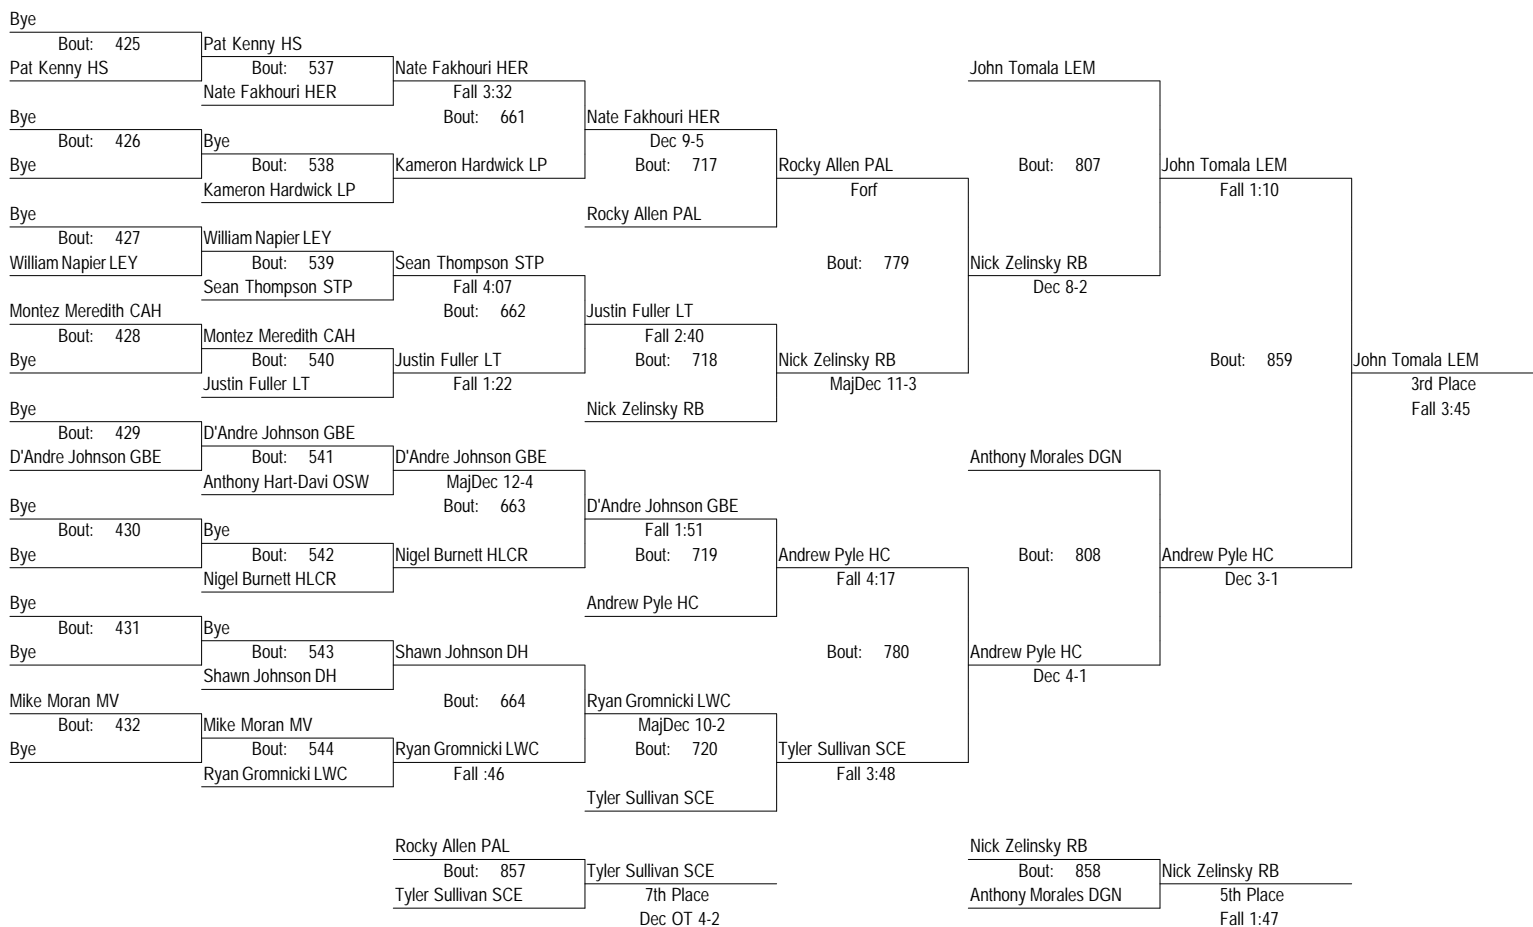 Bye
Bout: 425
Pat Kenny HS
Pat Kenny HS
Bout: 537
Nate Fakhouri HER
Nate Fakhouri HER
Fall 3:32
Bout: 661
Bye
Bout: 426
Bye
Bye
Bout: 538
Kameron Hardwick LP
Kameron Hardwick LP
Nate Fakhouri HER
Dec 9-5
Bout: 717
Rocky Allen PAL
Rocky Allen PAL
Forf
Bye
Bout: 427
William Napier LEY
William Napier LEY
Bout: 539
Sean Thompson STP
Sean Thompson STP
Fall 4:07
Bout: 662
Montez Meredith CAH
Bout: 428
Bye
Montez Meredith CAH
Bout: 540
Justin Fuller LT
Justin Fuller LT
Fall 1:22
Justin Fuller LT
Fall 2:40
Bout: 718
Nick Zelinsky RB
Nick Zelinsky RB
MajDec 11-3
Bout: 779
Nick Zelinsky RB
Dec 8-2
John Tomala LEM
Bout: 807
John Tomala LEM
Fall 1:10
Bye
Bout: 429
D'Andre Johnson GBE
D'Andre Johnson GBE
Bout: 541
Anthony Hart-Davi OSW
D'Andre Johnson GBE
MajDec 12-4
Bout: 663
Bye
Bout: 430
Bye
Bye
Bout: 542
Nigel Burnett HLCR
Nigel Burnett HLCR
D'Andre Johnson GBE
Fall 1:51
Bout: 719
Andrew Pyle HC
Andrew Pyle HC
Fall 4:17
Bye
Bout: 431
Bye
Bye
Bout: 543
Shawn Johnson DH
Shawn Johnson DH
Bout: 664
Mike Moran MV
Bout: 432
Bye
Mike Moran MV
Bout: 544
Ryan Gromnicki LWC
Ryan Gromnicki LWC
Fall :46
Ryan Gromnicki LWC
MajDec 10-2
Bout: 720
Tyler Sullivan SCE
Tyler Sullivan SCE
Fall 3:48
Bout: 780
Andrew Pyle HC
Dec 4-1
Anthony Morales DGN
Bout: 808
Andrew Pyle HC
Dec 3-1
Bout: 859
John Tomala LEM
3rd Place
Fall 3:45
Rocky Allen PAL
Bout: 857
Tyler Sullivan SCE
Tyler Sullivan SCE
7th Place
Dec OT 4-2
Nick Zelinsky RB
Bout: 858
Anthony Morales DGN
Nick Zelinsky RB
5th Place
Fall 1:47